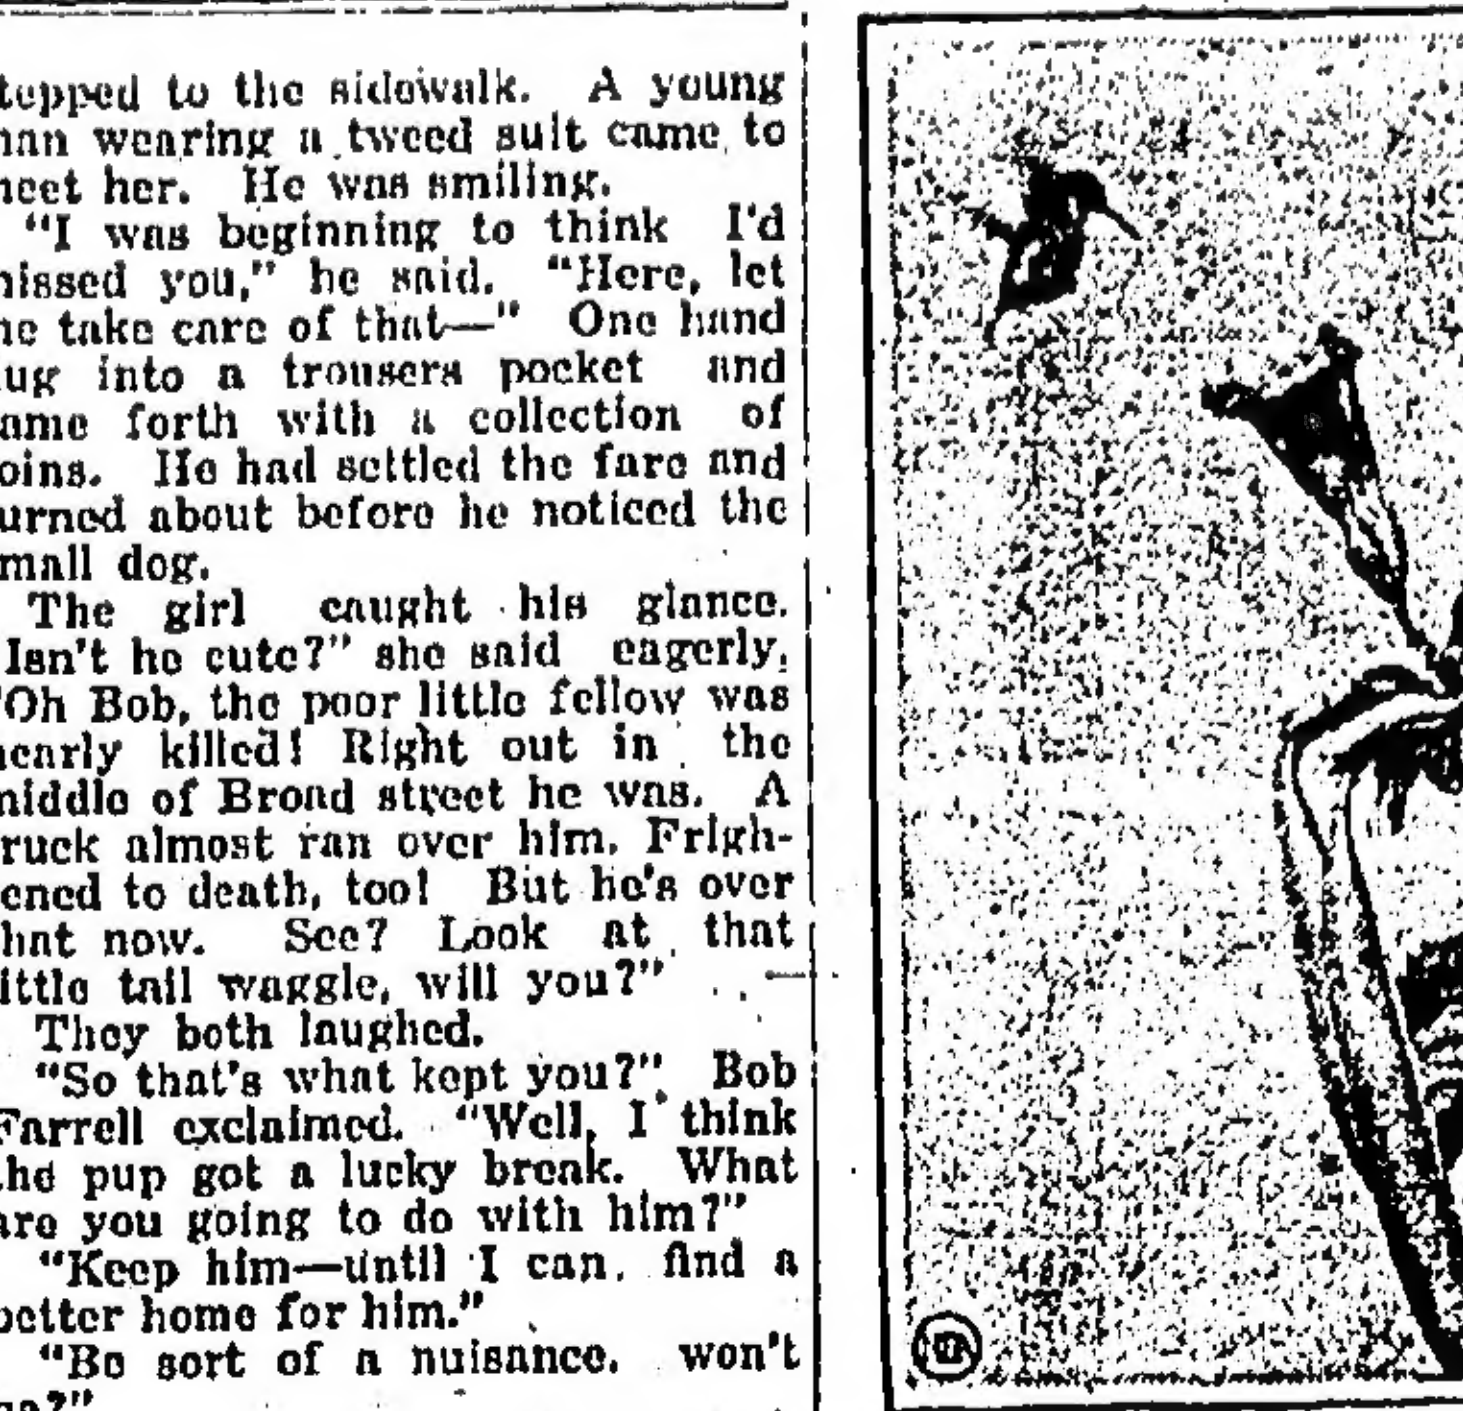 tepped to the sidewalk. A young
nan wearing a tweed suit came to
neet her. He was smiling.
"I was beginning to think I'd
nissed you," he said. "Here, let
ne take care of that—" One hand
ug into a trousers pocket and
ame forth with a collection of
oins. He had settled the fare and
urned about before he noticed the
mall dog.
The girl caught his glance.
Isn't he cute?" she said eagerly.
"Oh Bob, the poor little fellow was
nearly killed! Right out in the
niddle of Broad street he was. A
ruck almost ran over him. Frigh-
ened to death, too! But he's over
hat now. See? Look at that
ittle tail waggle, will you?"
They both laughed.
"So that's what kept you?" Bob
Farrell exclaimed. "Well, I think
the pup got a lucky break. What
are you going to do with him?"
"Keep him—until I can find a
better home for him."
"Be sort of a nuisance, won't